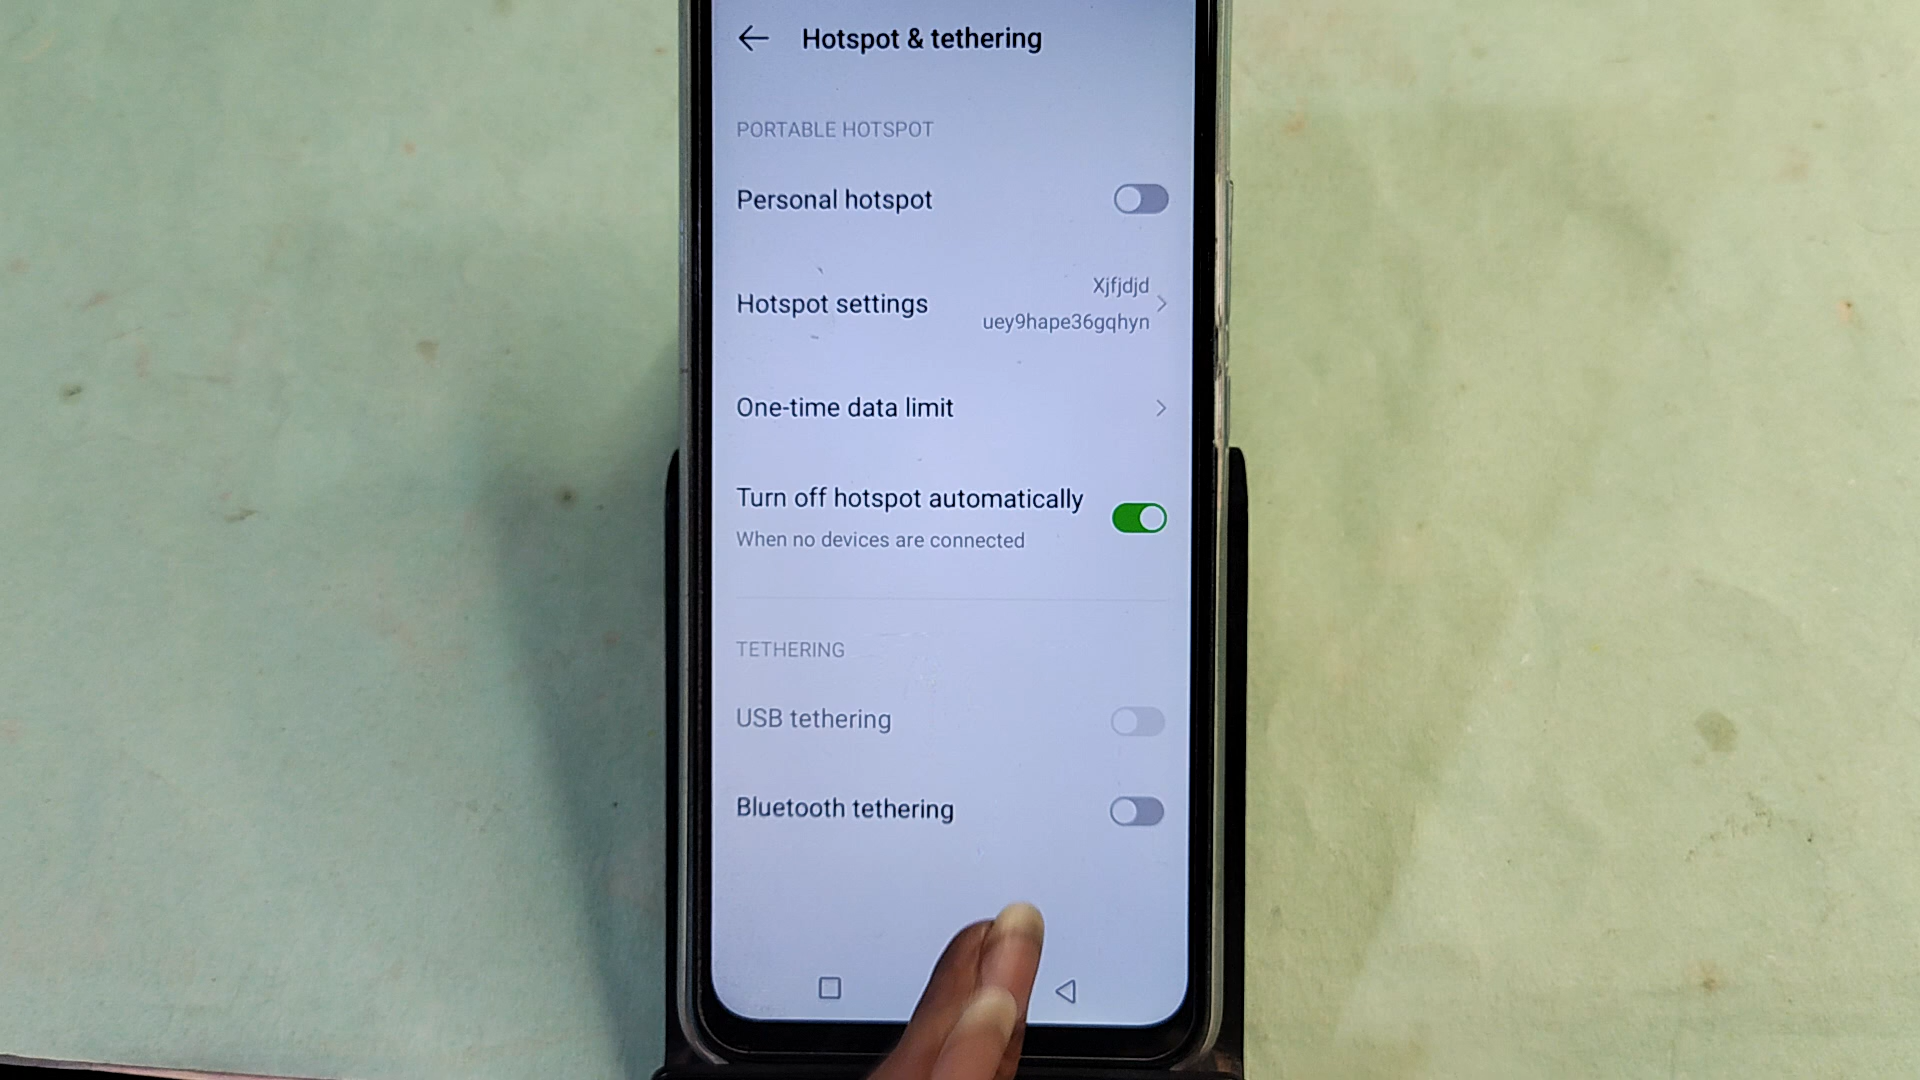 Hotspot & tethering
PORTABLE HOTSPOT
Personal hotspot
Hotspot settings
Xjfjdjd
uey9hape36gqhyn
One-time data limit
Turn off hotspot automatically
When no devices are connected
TETHERING
USB tethering
Bluetooth tethering